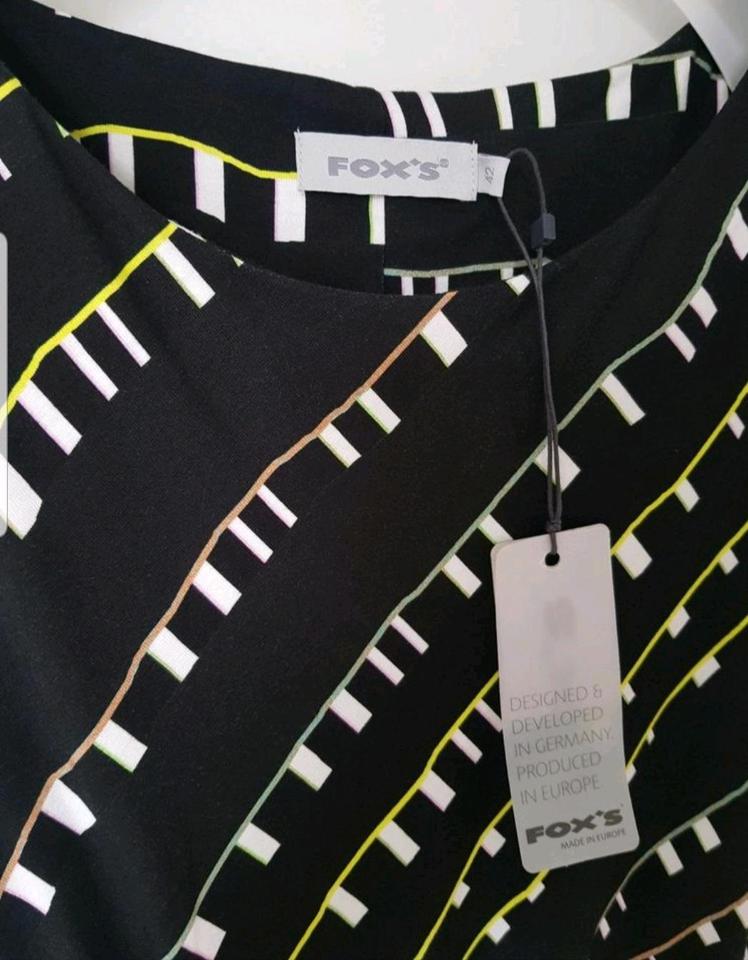 FOX'S®
42
DESIGNED &
DEVELOPED
IN GERMANY.
PRODUCED
IN EUROPE
FOX'S®
MADE IN EUROPE